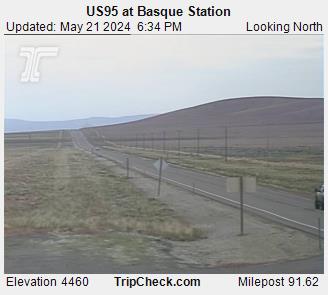 US95 at Basque Station
Updated: May 21 2024 6:34 PM Looking North
Elevation 4460 TripCheck.com Milepost 91.62